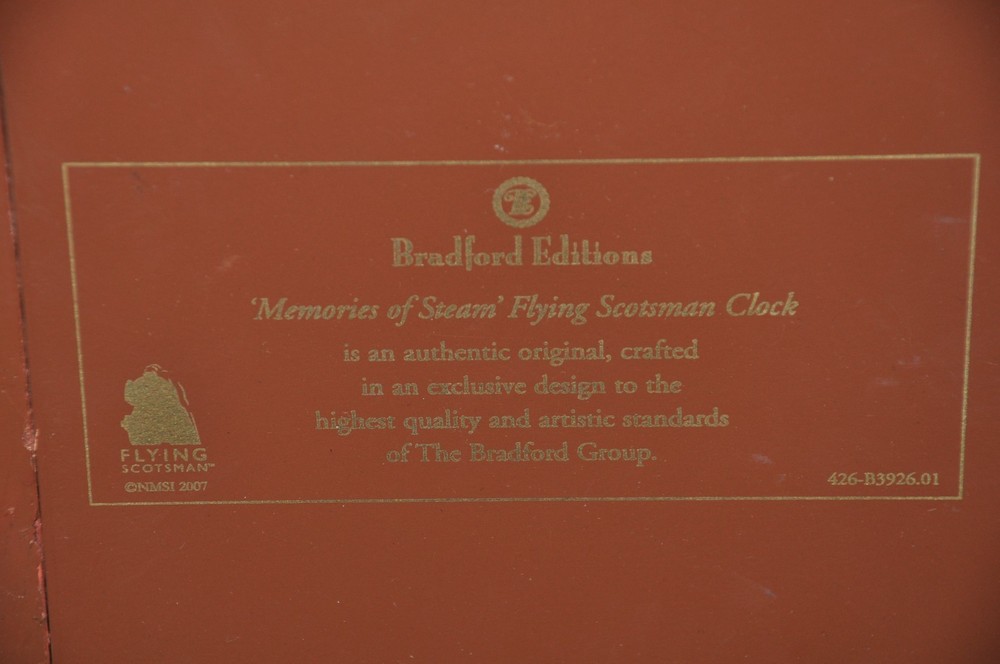 Bradford Editions
'Memories of Steam' Flying Scotsman Clock
is an authentic original, crafted
in an exclusive design to the
highest quality and artistic standards
of The Bradford Group.
FLYING
SCOTSMAN™
©NMSI 2007
426-B3926.01